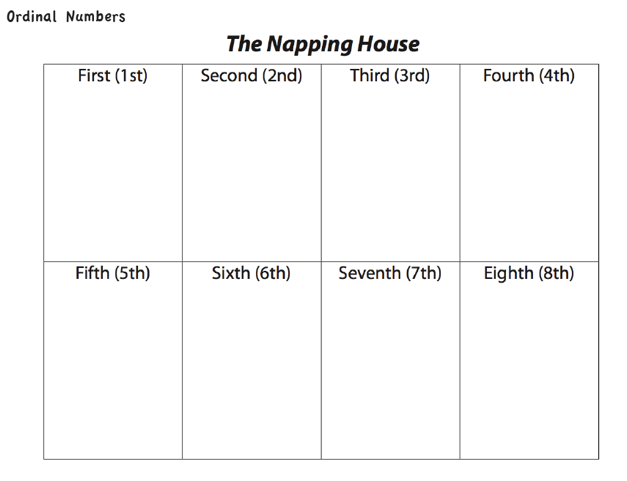 Ordinal Numbers
The Napping House
First (1st) Second (2nd) Third (3rd) Fourth (4th)
Fifth (5th) Sixth (6th) Seventh (7th) Eighth (8th)